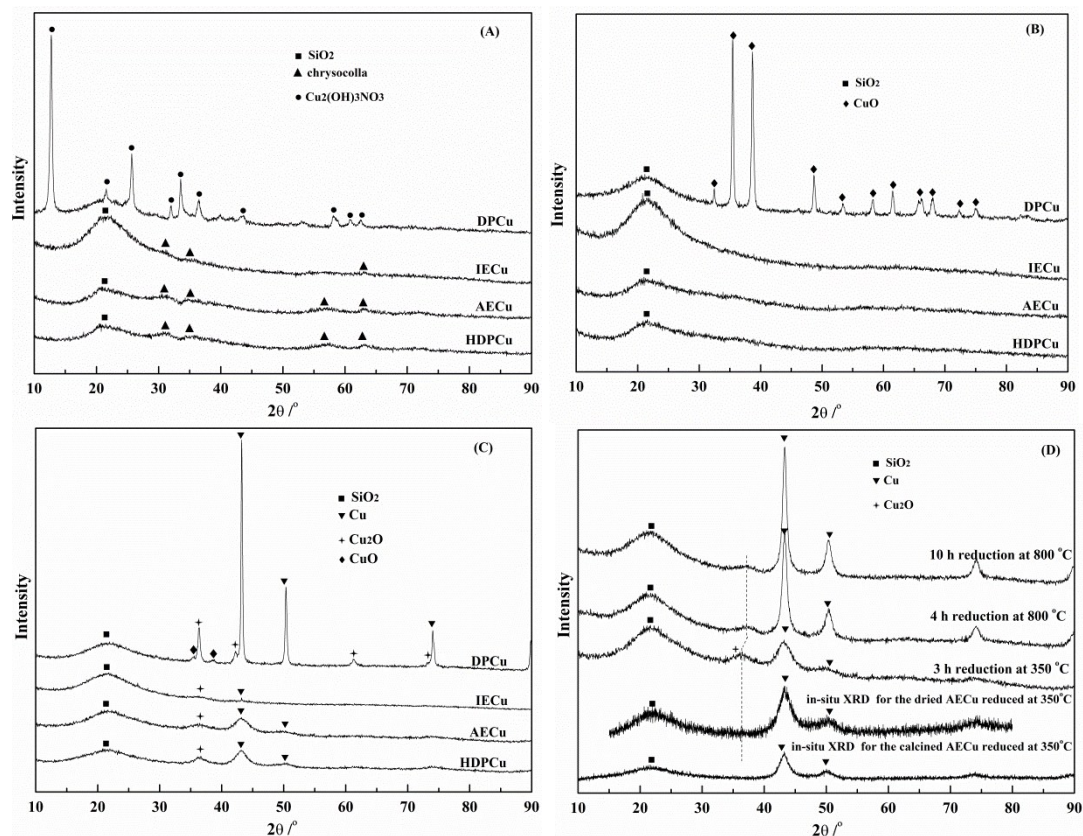 (A)
■ SiO2
▲ chrysocolla
● Cu2(OH)3NO3
Intensity
DPCu
IECu
AECu
HDPCu
10 20 30 40 50 60 70 80 90
2θ /°
(B)
■ SiO2
◆ CuO
Intensity
DPCu
IECu
AECu
HDPCu
10 20 30 40 50 60 70 80 90
2θ /°
(C)
■ SiO2
▼ Cu
+ Cu2O
◆ CuO
Intensity
DPCu
IECu
AECu
HDPCu
10 20 30 40 50 60 70 80 90
2θ /°
(D)
■ SiO2
▼ Cu
+ Cu2O
Intensity
10 h reduction at 800 °C
4 h reduction at 800 °C
3 h reduction at 350 °C
in-situ XRD for the dried AECu reduced at 350°C
in-situ XRD for the calcined AECu reduced at 350°C
10 20 30 40 50 60 70 80 90
2θ /°